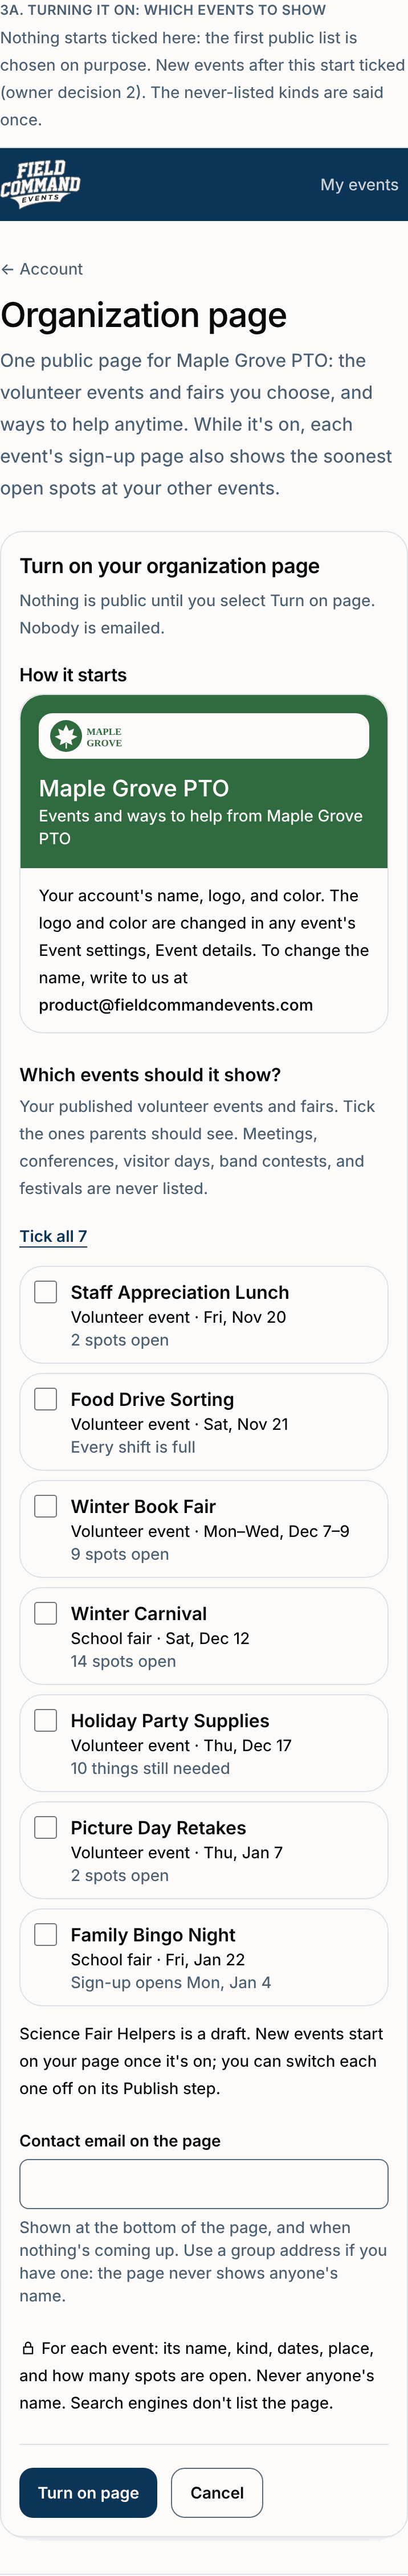 3A. TURNING IT ON: WHICH EVENTS TO SHOW
Nothing starts ticked here: the first public list is
chosen on purpose. New events after this start ticked
(owner decision 2). The never-listed kinds are said
once.
FIELD
COMMAND
EVENTS
My events
← Account
Organization page
One public page for Maple Grove PTO: the
volunteer events and fairs you choose, and
ways to help anytime. While it's on, each
event's sign-up page also shows the soonest
open spots at your other events.
Turn on your organization page
Nothing is public until you select Turn on page.
Nobody is emailed.
How it starts
MAPLE
GROVE
Maple Grove PTO
Events and ways to help from Maple Grove
PTO
Your account's name, logo, and color. The
logo and color are changed in any event's
Event settings, Event details. To change the
name, write to us at
product@fieldcommandevents.com
Which events should it show?
Your published volunteer events and fairs. Tick
the ones parents should see. Meetings,
conferences, visitor days, band contests, and
festivals are never listed.
Tick all 7
Staff Appreciation Lunch
Volunteer event · Fri, Nov 20
2 spots open
Food Drive Sorting
Volunteer event · Sat, Nov 21
Every shift is full
Winter Book Fair
Volunteer event · Mon–Wed, Dec 7–9
9 spots open
Winter Carnival
School fair · Sat, Dec 12
14 spots open
Holiday Party Supplies
Volunteer event · Thu, Dec 17
10 things still needed
Picture Day Retakes
Volunteer event · Thu, Jan 7
2 spots open
Family Bingo Night
School fair · Fri, Jan 22
Sign-up opens Mon, Jan 4
Science Fair Helpers is a draft. New events start
on your page once it's on; you can switch each
one off on its Publish step.
Contact email on the page
Shown at the bottom of the page, and when
nothing's coming up. Use a group address if you
have one: the page never shows anyone's
name.
For each event: its name, kind, dates, place,
and how many spots are open. Never anyone's
name. Search engines don't list the page.
Turn on page
Cancel